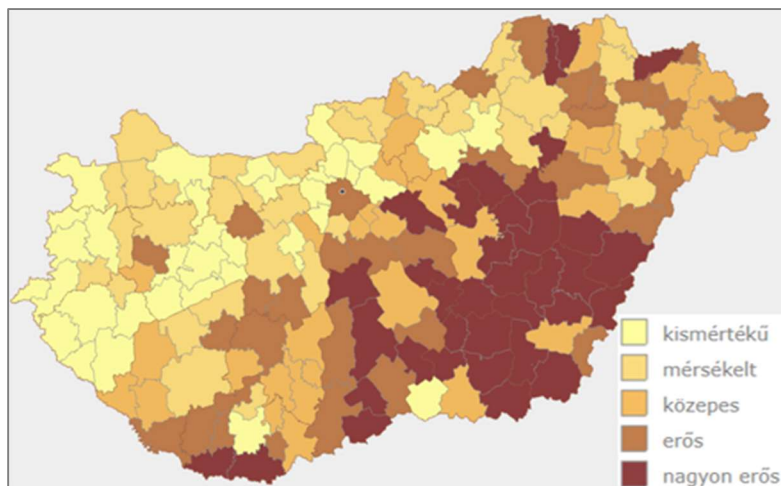 kismértékű
mérsékelt
közepes
erős
nagyon erős